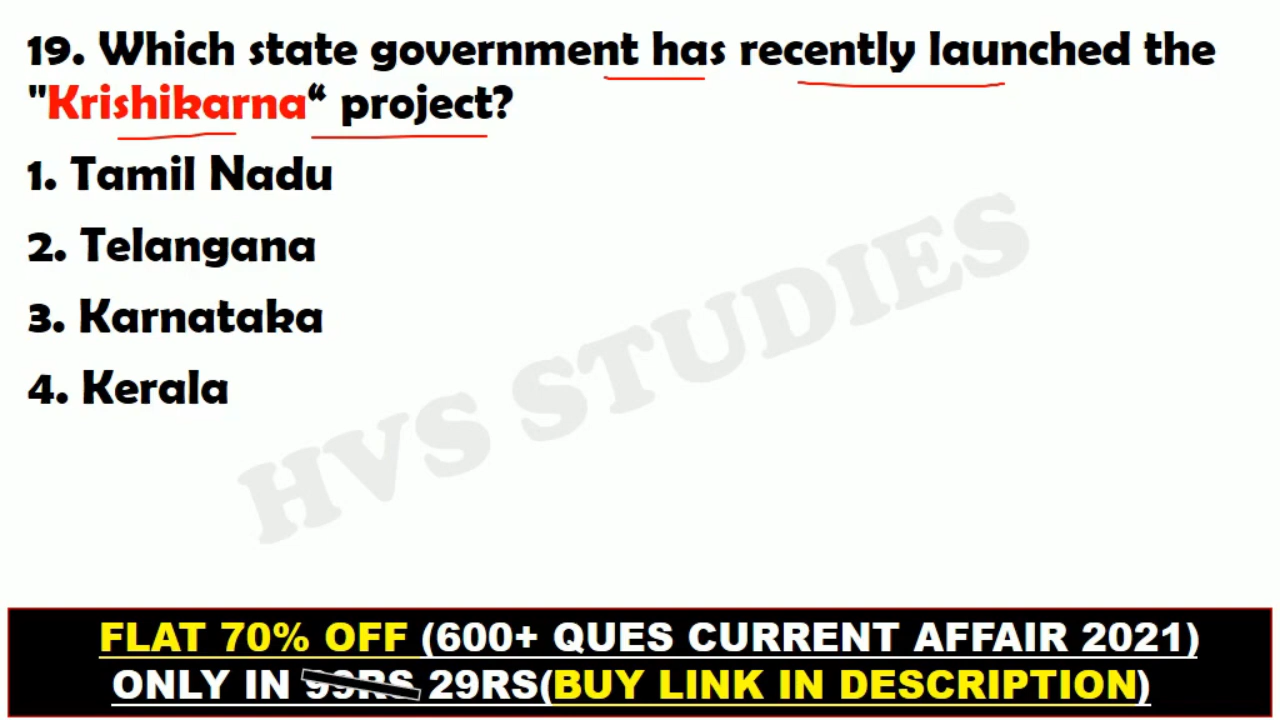 19. Which state government has recently launched the
"Krishikarna“ project?
1. Tamil Nadu
2. Telangana
3. Karnataka
4. Kerala
HVS STUDIES
FLAT 70% OFF (600+ QUES CURRENT AFFAIR 2021)
ONLY IN 99RS 29RS(BUY LINK IN DESCRIPTION)